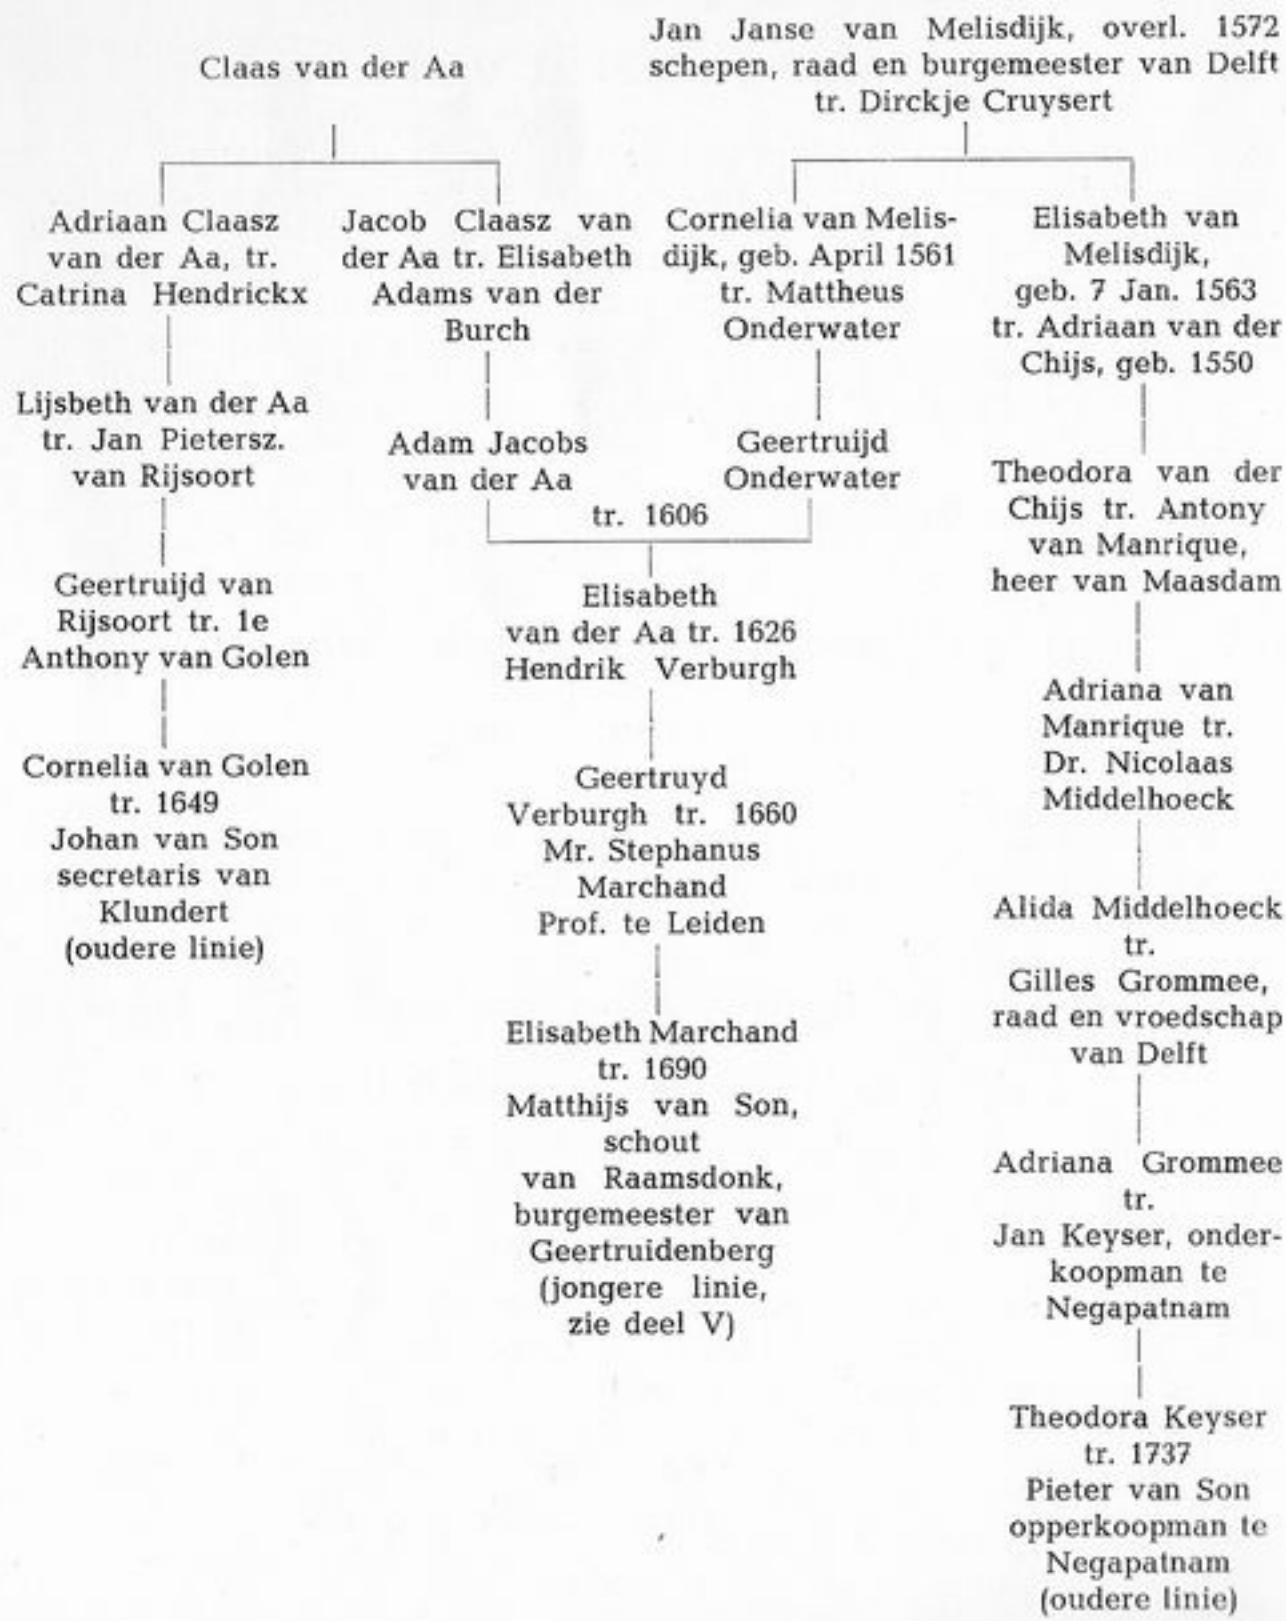 Claas van der Aa
Jan Janse van Melisdijk, overl. 1572
schepen, raad en burgemeester van Delft
tr. Dirckje Cruysert
Adriaan Claasz
van der Aa, tr.
Catrina Hendrickx
Lijsbeth van der Aa
tr. Jan Pietersz.
van Rijsoort
Geertruijd van
Rijsoort tr. 1e
Anthony van Golen
Cornelia van Golen
tr. 1649
Johan van Son
secretaris van
Klundert
(oudere linie)
Jacob Claasz van
der Aa tr. Elisabeth
Adams van der
Burch
Adam Jacobs
van der Aa
Cornelia van Melis-
dijk, geb. April 1561
tr. Mattheus
Onderwater
Geertruijd
Onderwater
tr. 1606
Elisabeth
van der Aa tr. 1626
Hendrik Verburgh
Geertruyd
Verburgh tr. 1660
Mr. Stephanus
Marchand
Prof. te Leiden
Elisabeth Marchand
tr. 1690
Matthijs van Son,
schout
van Raamsdonk,
burgemeester van
Geertruidenberg
(jongere linie,
zie deel V)
Elisabeth van
Melisdijk,
geb. 7 Jan. 1563
tr. Adriaan van der
Chijs, geb. 1550
Theodora van der
Chijs tr. Antony
van Manrique,
heer van Maasdam
Adriana van
Manrique tr.
Dr. Nicolaas
Middelhoeck
Alida Middelhoeck
tr.
Gilles Grommee,
raad en vroedschap
van Delft
Adriana Grommee
tr.
Jan Keyser, onder-
koopman te
Negapatnam
Theodora Keyser
tr. 1737
Pieter van Son
opperkoopman te
Negapatnam
(oudere linie)